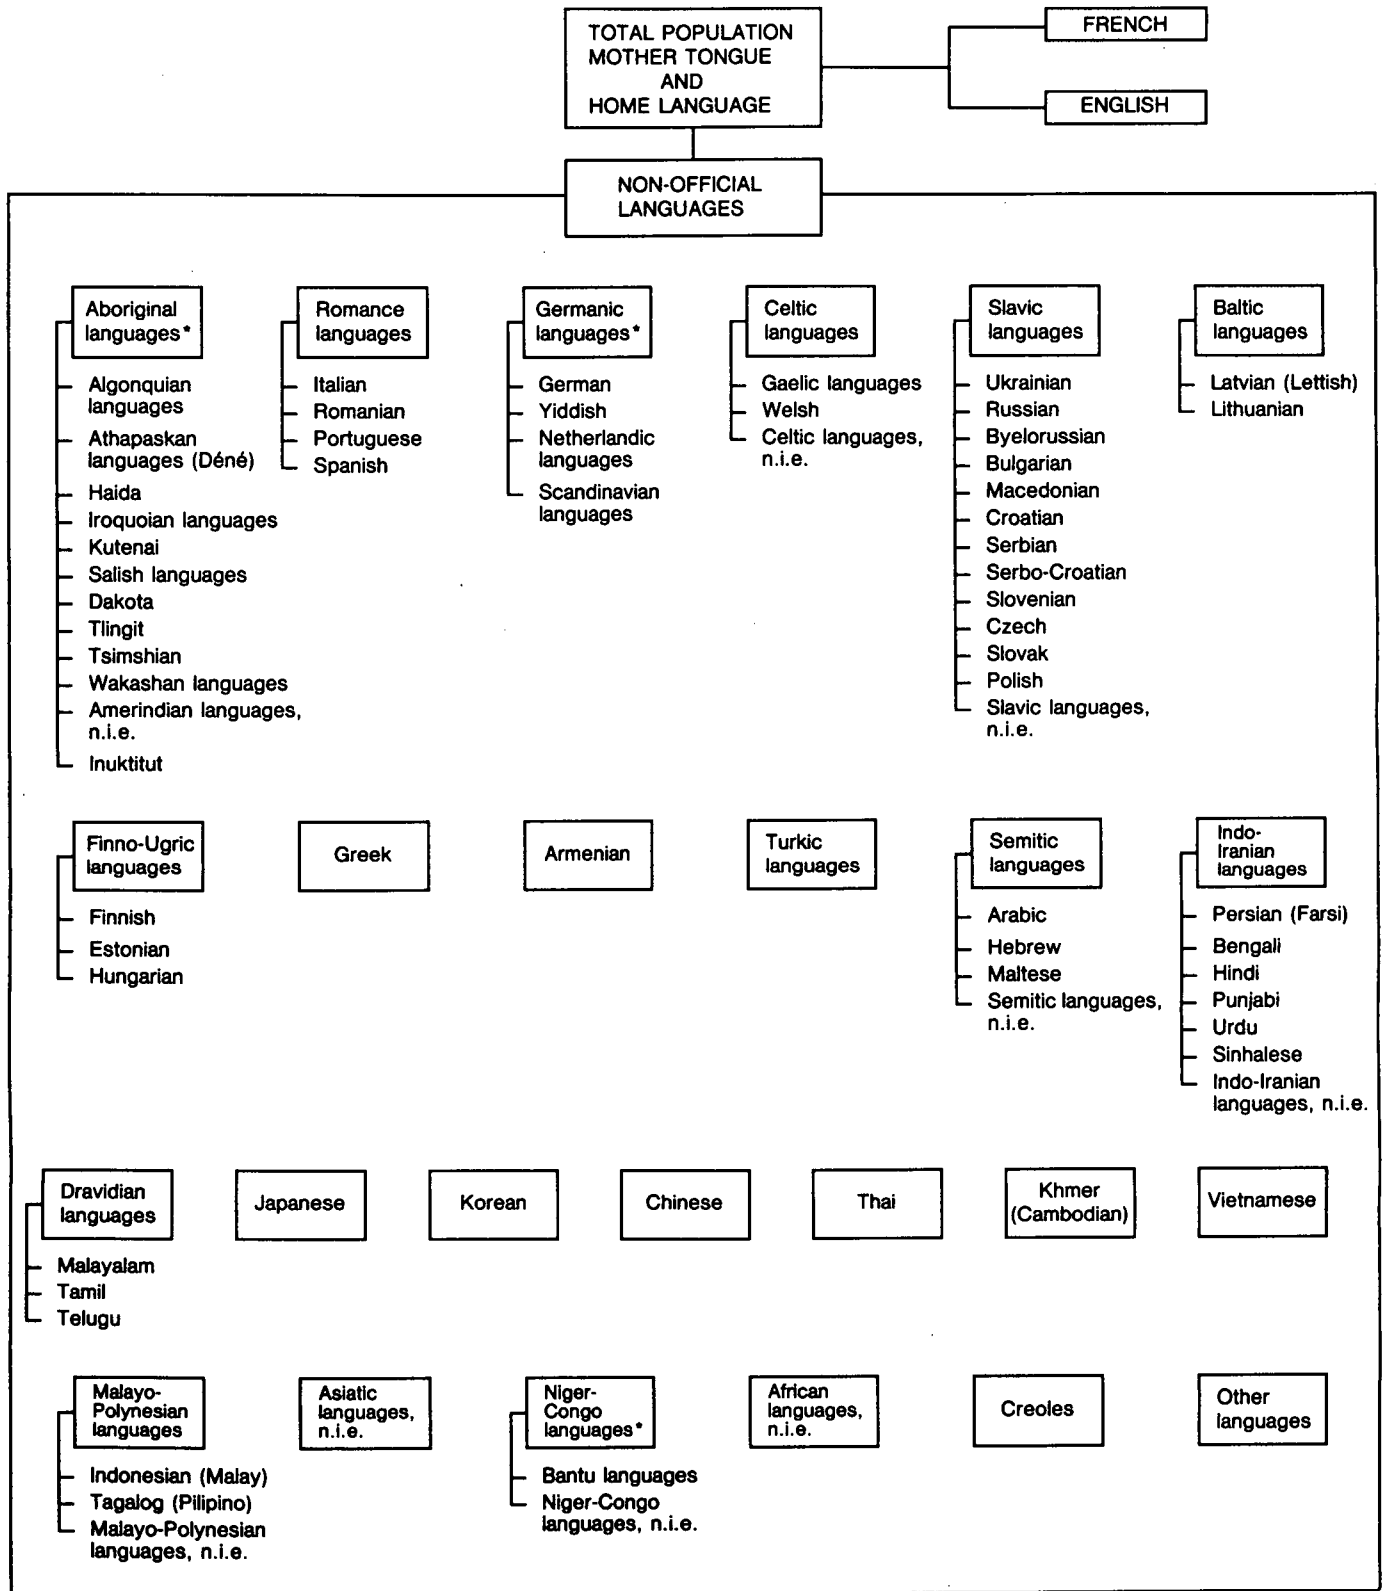 TOTAL POPULATION
MOTHER TONGUE
AND
HOME LANGUAGE
FRENCH
ENGLISH
NON-OFFICIAL
LANGUAGES
Aboriginal
languages*
Algonquian
languages
Athapaskan
languages (Déné)
Haida
Iroquoian languages
Kutenai
Salish languages
Dakota
Tlingit
Tsimshian
Wakashan languages
Amerindian languages,
n.i.e.
Inuktitut
Romance
languages
Italian
Romanian
Portuguese
Spanish
Germanic
languages*
German
Yiddish
Netherlandic
languages
Scandinavian
languages
Celtic
languages
Gaelic languages
Welsh
Celtic languages,
n.i.e.
Slavic
languages
Ukrainian
Russian
Byelorussian
Bulgarian
Macedonian
Croatian
Serbian
Serbo-Croatian
Slovenian
Czech
Slovak
Polish
Slavic languages,
n.i.e.
Baltic
languages
Latvian (Lettish)
Lithuanian
Finno-Ugric
languages
Finnish
Estonian
Hungarian
Greek
Armenian
Turkic
languages
Semitic
languages
Arabic
Hebrew
Maltese
Semitic languages,
n.i.e.
Indo-
Iranian
languages
Persian (Farsi)
Bengali
Hindi
Punjabi
Urdu
Sinhalese
Indo-Iranian
languages, n.i.e.
Dravidian
languages
Malayalam
Tamil
Telugu
Japanese
Korean
Chinese
Thai
Khmer
(Cambodian)
Vietnamese
Malayo-
Polynesian
languages
Indonesian (Malay)
Tagalog (Pilipino)
Malayo-Polynesian
languages, n.i.e.
Asiatic
languages,
n.i.e.
Niger-
Congo
languages*
Bantu languages
Niger-Congo
languages, n.i.e.
African
languages,
n.i.e.
Creoles
Other
languages